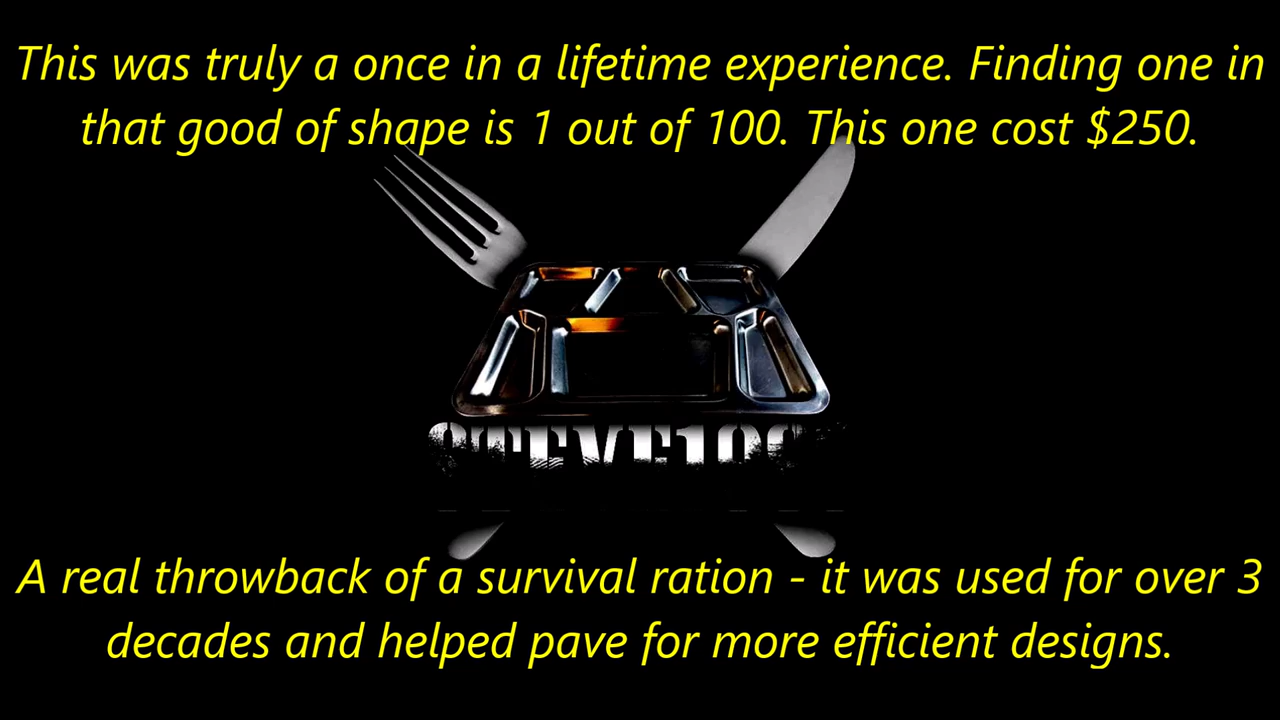 This was truly a once in a lifetime experience. Finding one in
that good of shape is 1 out of 100. This one cost $250.
A real throwback of a survival ration - it was used for over 3
decades and helped pave for more efficient designs.